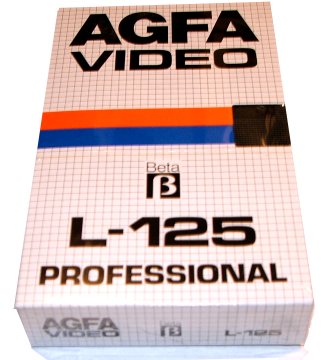 AGFA
VIDEO
Beta
β
L-125
PROFESSIONAL
AGFA
VIDEO
β
L-125